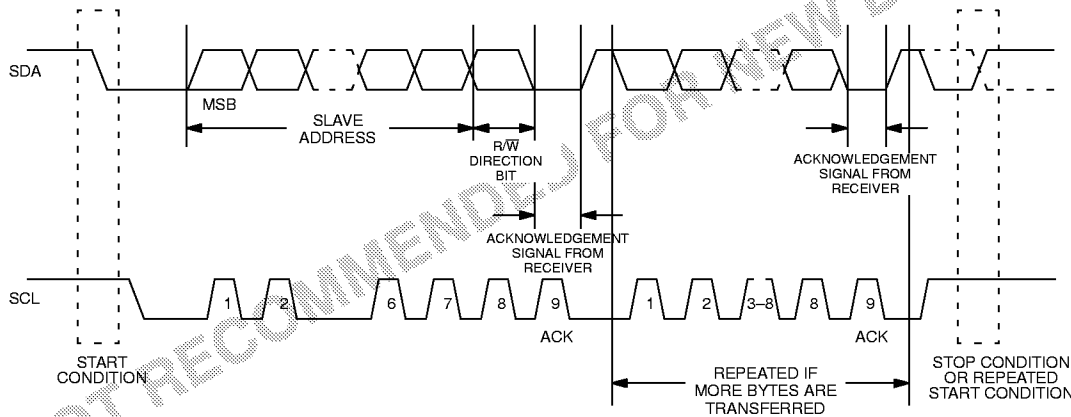 SDA
MSB
SLAVE
ADDRESS
R/W
DIRECTION
BIT
ACKNOWLEDGEMENT
SIGNAL FROM
RECEIVER
ACKNOWLEDGEMENT
SIGNAL FROM
RECEIVER
SCL
1 2 6 7 8 9 1 2 3–8 8 9
ACK ACK
START
CONDITION
REPEATED IF
MORE BYTES ARE
TRANSFERRED
STOP CONDITION
OR REPEATED
START CONDITION
RECOMMENDED FOR NEW